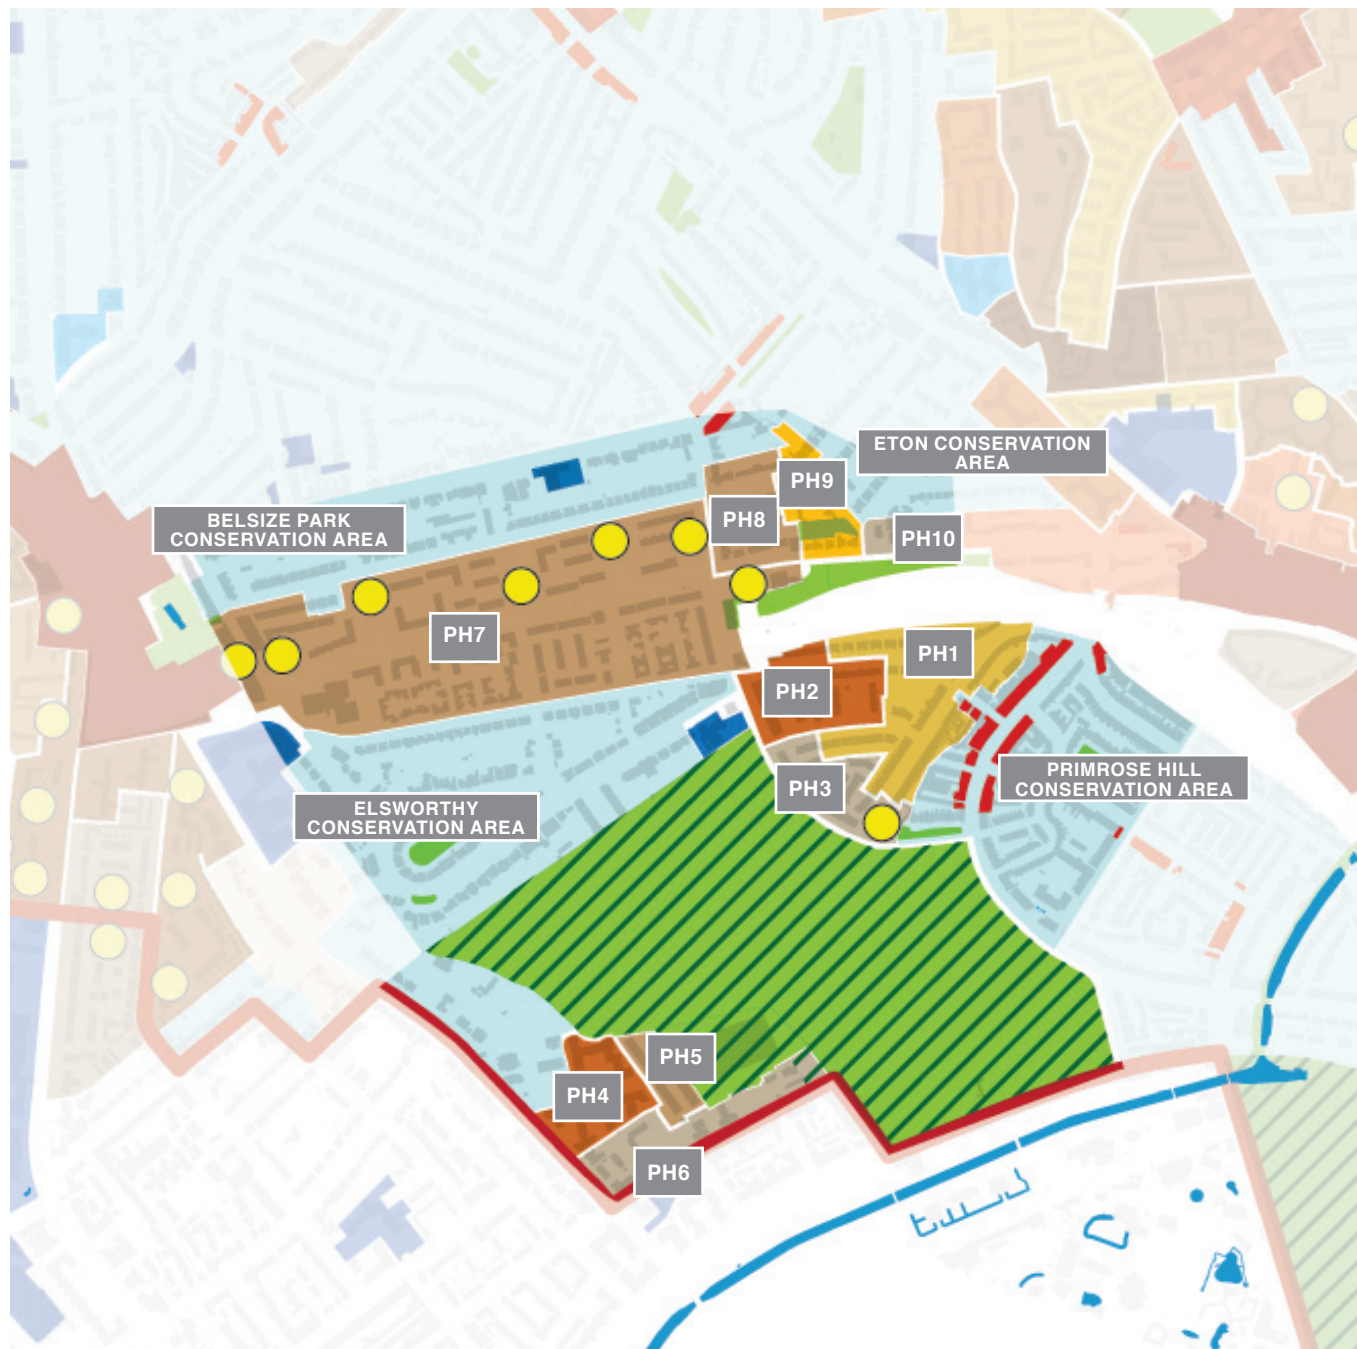 ETON CONSERVATION
AREA
PH9
PH8
BELSIZE PARK
CONSERVATION AREA
PH10
PH7
PH1
PH2
PRIMROSE HILL
CONSERVATION AREA
PH3
ELSWORTHY
CONSERVATION AREA
PH5
PH4
PH6